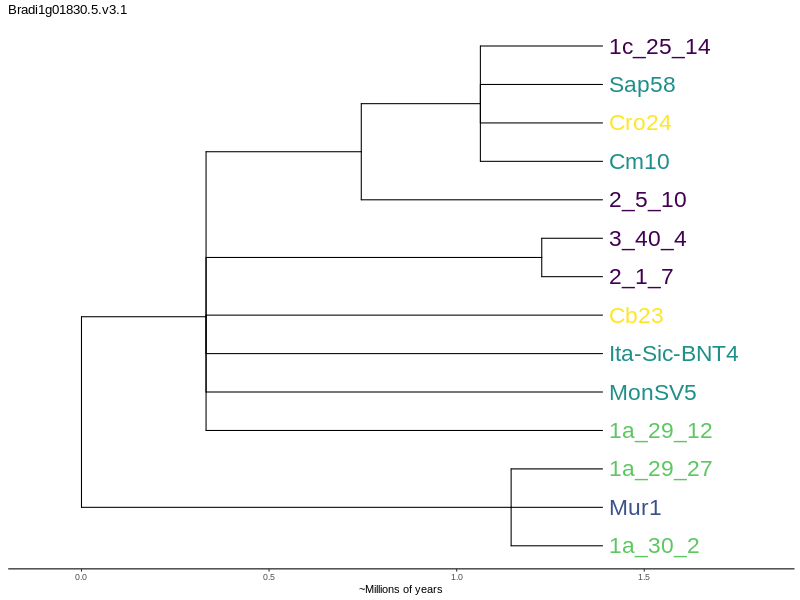 Bradi1g01830.5.v3.1
1c_25_14
Sap58
Cro24
Cm10
2_5_10
3_40_4
2_1_7
Cb23
Ita-Sic-BNT4
MonSV5
1a_29_12
1a_29_27
Mur1
1a_30_2
0.0 0.5 1.0 1.5
~Millions of years